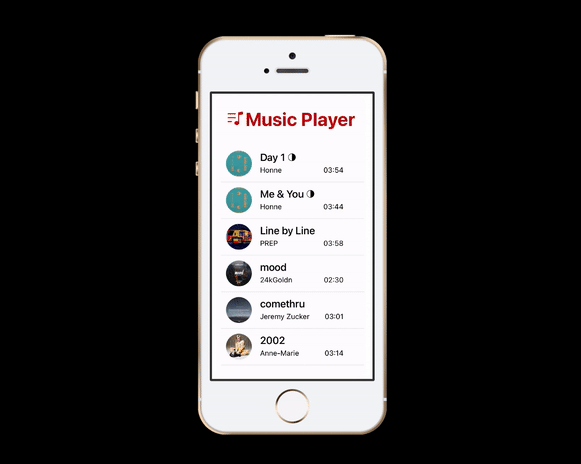 Music Player
Day 1 ◑
Honne 03:54
Me & You ◑
Honne 03:44
Line by Line
PREP 03:58
mood
24kGoldn 02:30
comethru
Jeremy Zucker 03:01
2002
Anne-Marie 03:14